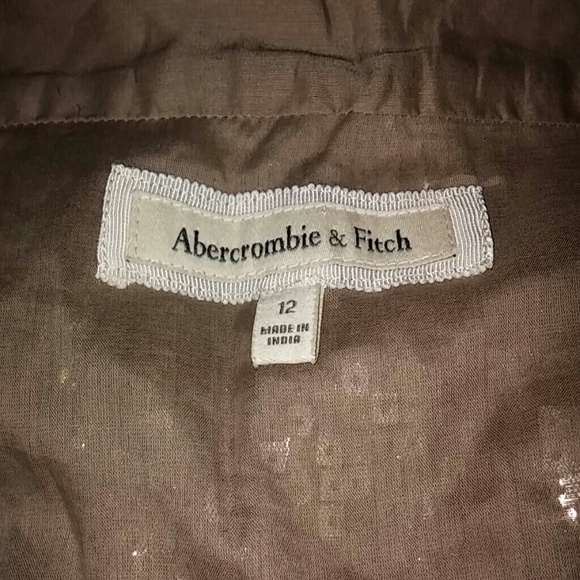 Abercrombie & Fitch
12
MADE IN
INDIA